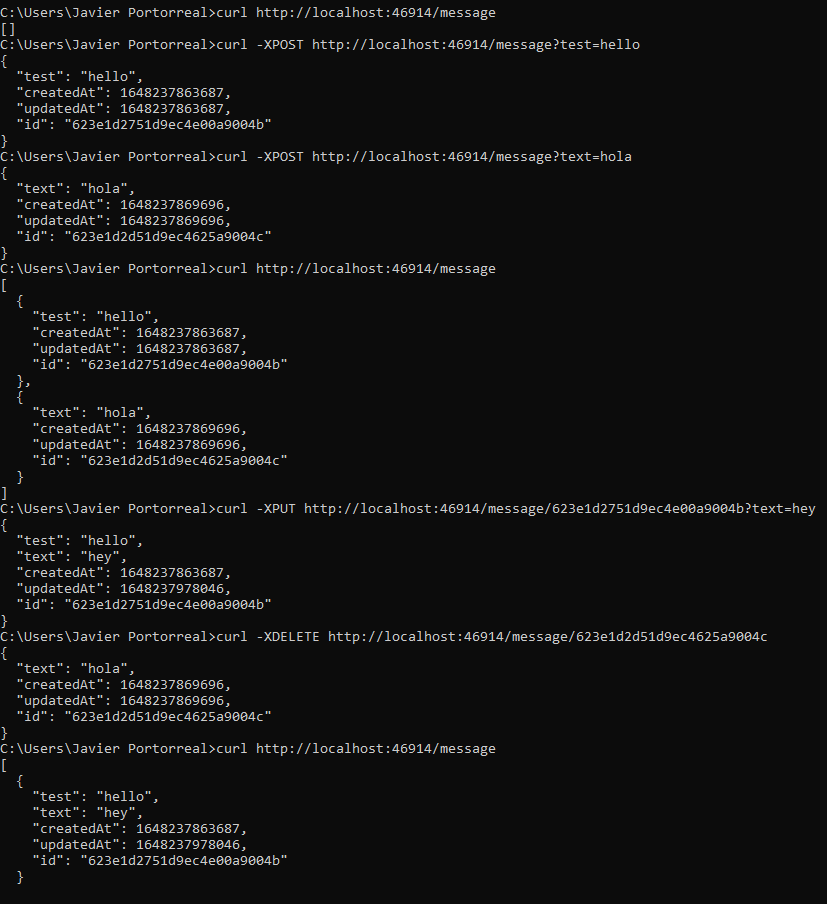 C:\Users\Javier Portorreal>curl http://localhost:46914/message
[]
C:\Users\Javier Portorreal>curl -XPOST http://localhost:46914/message?test=hello
{
  "test": "hello",
  "createdAt": 1648237863687,
  "updatedAt": 1648237863687,
  "id": "623e1d2751d9ec4e00a9004b"
}
C:\Users\Javier Portorreal>curl -XPOST http://localhost:46914/message?text=hola
{
  "text": "hola",
  "createdAt": 1648237869696,
  "updatedAt": 1648237869696,
  "id": "623e1d2d51d9ec4625a9004c"
}
C:\Users\Javier Portorreal>curl http://localhost:46914/message
[
  {
    "test": "hello",
    "createdAt": 1648237863687,
    "updatedAt": 1648237863687,
    "id": "623e1d2751d9ec4e00a9004b"
  },
  {
    "text": "hola",
    "createdAt": 1648237869696,
    "updatedAt": 1648237869696,
    "id": "623e1d2d51d9ec4625a9004c"
  }
]
C:\Users\Javier Portorreal>curl -XPUT http://localhost:46914/message/623e1d2751d9ec4e00a9004b?text=hey
{
  "test": "hello",
  "text": "hey",
  "createdAt": 1648237863687,
  "updatedAt": 1648237978046,
  "id": "623e1d2751d9ec4e00a9004b"
}
C:\Users\Javier Portorreal>curl -XDELETE http://localhost:46914/message/623e1d2d51d9ec4625a9004c
{
  "text": "hola",
  "createdAt": 1648237869696,
  "updatedAt": 1648237869696,
  "id": "623e1d2d51d9ec4625a9004c"
}
C:\Users\Javier Portorreal>curl http://localhost:46914/message
[
  {
    "test": "hello",
    "text": "hey",
    "createdAt": 1648237863687,
    "updatedAt": 1648237978046,
    "id": "623e1d2751d9ec4e00a9004b"
  }